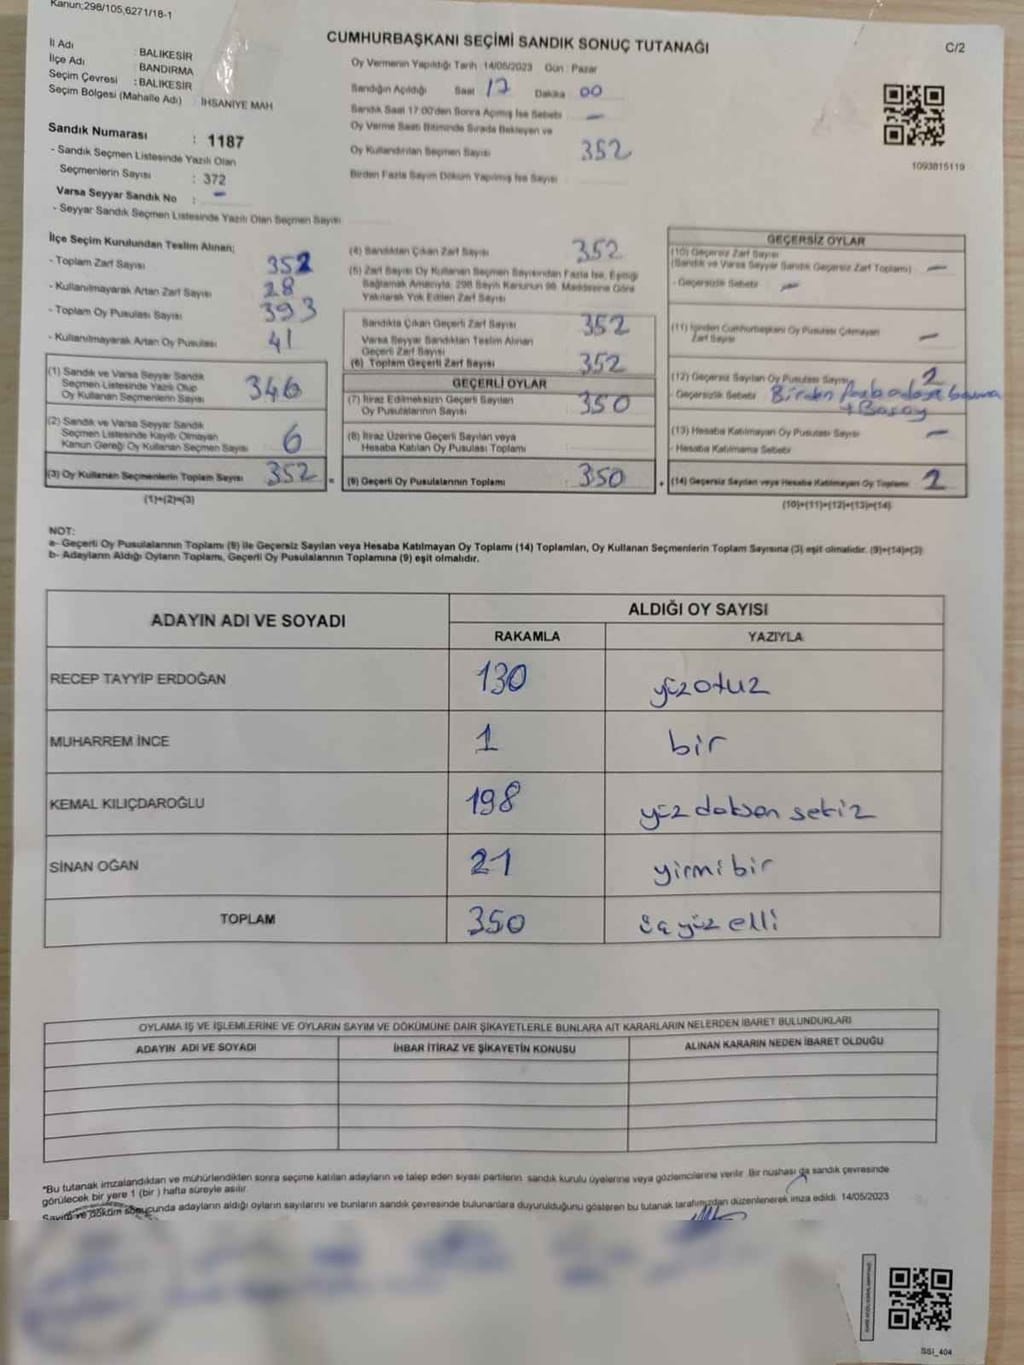 Kanun;298/105,6271/18-1
CUMHURBAŞKANI SEÇİMİ SANDIK SONUÇ TUTANAĞI
C/2
İl Adı : BALIKESİR
İlçe Adı : BANDIRMA
Seçim Çevresi : BALIKESİR
Seçim Bölgesi (Mahalle Adı) : İHSANİYE MAH
Sandık Numarası : 1187
- Sandık Seçmen Listesinde Yazılı Olan
Seçmenlerin Sayısı : 372
Varsa Seyyar Sandık No : -
- Seyyar Sandık Seçmen Listesinde Yazılı Olan Seçmen Sayısı
Oy Vermenin Yapıldığı Tarih :14/05/2023 Gün : Pazar
Sandığın Açıldığı Saat 17 Dakika 00
Sandık Saat 17:00'den Sonra Açılmış İse Sebebi -
Oy Verme Saati Bitiminde Sırada Bekleyen ve
Oy Kullandırılan Seçmen Sayısı 352
Birden Fazla Sayım Döküm Yapılmış İse Sayısı
1093815119
İlçe Seçim Kurulundan Teslim Alınan;
- Toplam Zarf Sayısı 352
- Kullanılmayarak Artan Zarf Sayısı 28
- Toplam Oy Pusulası Sayısı 393
- Kullanılmayarak Artan Oy Pusulası 41
(1) Sandık ve Varsa Seyyar Sandık
Seçmen Listesinde Yazılı Olup
Oy Kullanan Seçmenlerin Sayısı 346
(2) Sandık ve Varsa Seyyar Sandık
Seçmen Listesinde Kayıtlı Olmayan
Kanun Gereği Oy Kullanan Seçmen Sayısı 6
(3) Oy Kullanan Seçmenlerin Toplam Sayısı 352 =
(1)+(2)=(3)
(4) Sandıktan Çıkan Zarf Sayısı 352
(5) Zarf Sayısı Oy Kullanan Seçmen Sayısından Fazla İse, Eşitliği
Sağlamak Amacıyla, 298 Sayılı Kanunun 98. Maddesine Göre
Yakılarak Yok Edilen Zarf Sayısı
Sandıkta Çıkan Geçerli Zarf Sayısı 352
Varsa Seyyar Sandıktan Teslim Alınan
Geçerli Zarf Sayısı
(6) Toplam Geçerli Zarf Sayısı 352
GEÇERLİ OYLAR
(7) İtiraz Edilmeksizin Geçerli Sayılan
Oy Pusulalarının Sayısı 350
(8) İtiraz Üzerine Geçerli Sayılan veya
Hesaba Katılan Oy Pusulası Toplamı
(9) Geçerli Oy Pusulalarının Toplamı 350 +
GEÇERSİZ OYLAR
(10) Geçersiz Zarf Sayısı
(Sandık ve Varsa Seyyar Sandık Geçersiz Zarf Toplamı) -
- Geçersizlik Sebebi -
(11) İçinden Cumhurbaşkanı Oy Pusulası Çıkmayan
Zarf Sayısı -
(12) Geçersiz Sayılan Oy Pusulası Sayısı 2
- Geçersizlik Sebebi Birden fazla adaya basma
(13) Hesaba Katılmayan Oy Pusulası Sayısı -
- Hesaba Katılmama Sebebi
(14) Geçersiz Sayılan veya Hesaba Katılmayan Oy Toplamı 2
(10)+(11)+(12)+(13)=(14)
NOT:
a- Geçerli Oy Pusulalarının Toplamı (9) ile Geçersiz Sayılan veya Hesaba Katılmayan Oy Toplamı (14) Toplamları, Oy Kullanan Seçmenlerin Toplam Sayısına (3) eşit olmalıdır. (9)+(14)=(3)
b- Adayların Aldığı Oyların Toplamı, Geçerli Oy Pusulalarının Toplamına (9) eşit olmalıdır.
ADAYIN ADI VE SOYADI
ALDIĞI OY SAYISI
RAKAMLA YAZIYLA
RECEP TAYYİP ERDOĞAN 130 yüzotuz
MUHARREM İNCE 1 bir
KEMAL KILIÇDAROĞLU 198 yüz doksan sekiz
SİNAN OĞAN 21 yirmibir
TOPLAM 350 üçyüz elli
OYLAMA İŞ VE İŞLEMLERİNE VE OYLARIN SAYIM VE DÖKÜMÜNE DAİR ŞİKAYETLERLE BUNLARA AİT KARARLARIN NELERDEN İBARET BULUNDUKLARI
ADAYIN ADI VE SOYADI İHBAR İTİRAZ VE ŞİKAYETİN KONUSU ALINAN KARARIN NEDEN İBARET OLDUĞU
*Bu tutanak imzalandıktan ve mühürlendikten sonra seçime katılan adayların ve talep eden siyasi partilerin sandık kurulu üyelerine veya gözlemcilerine verilir. Bir nüshası da sandık çevresinde
görülecek bir yere 1 (bir ) hafta süreyle asılır.
Sayım ve döküm sonucunda adayların aldığı oyların sayılarını ve bunların sandık çevresinde bulunanlara duyurulduğunu gösteren bu tutanak tarafımızdan düzenlenerek imza edildi. 14/05/2023
SSi_404